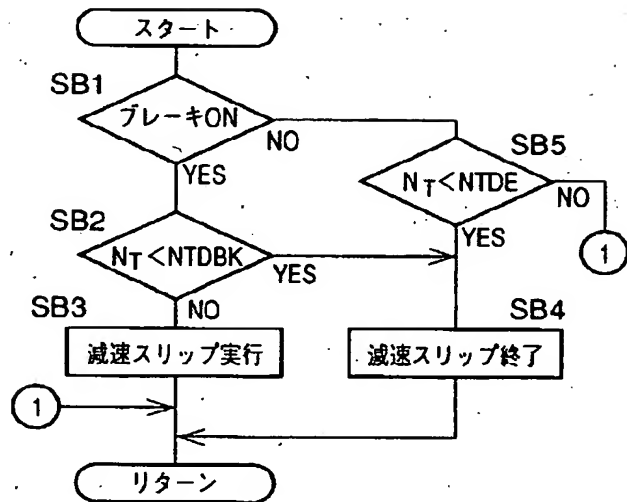 スタート
SB1
ブレーキON
NO
YES
SB5
NT<NTDE
NO
YES
1
SB2
NT<NTDBK
YES
NO
SB3
減速スリップ実行
SB4
減速スリップ終了
1
リターン